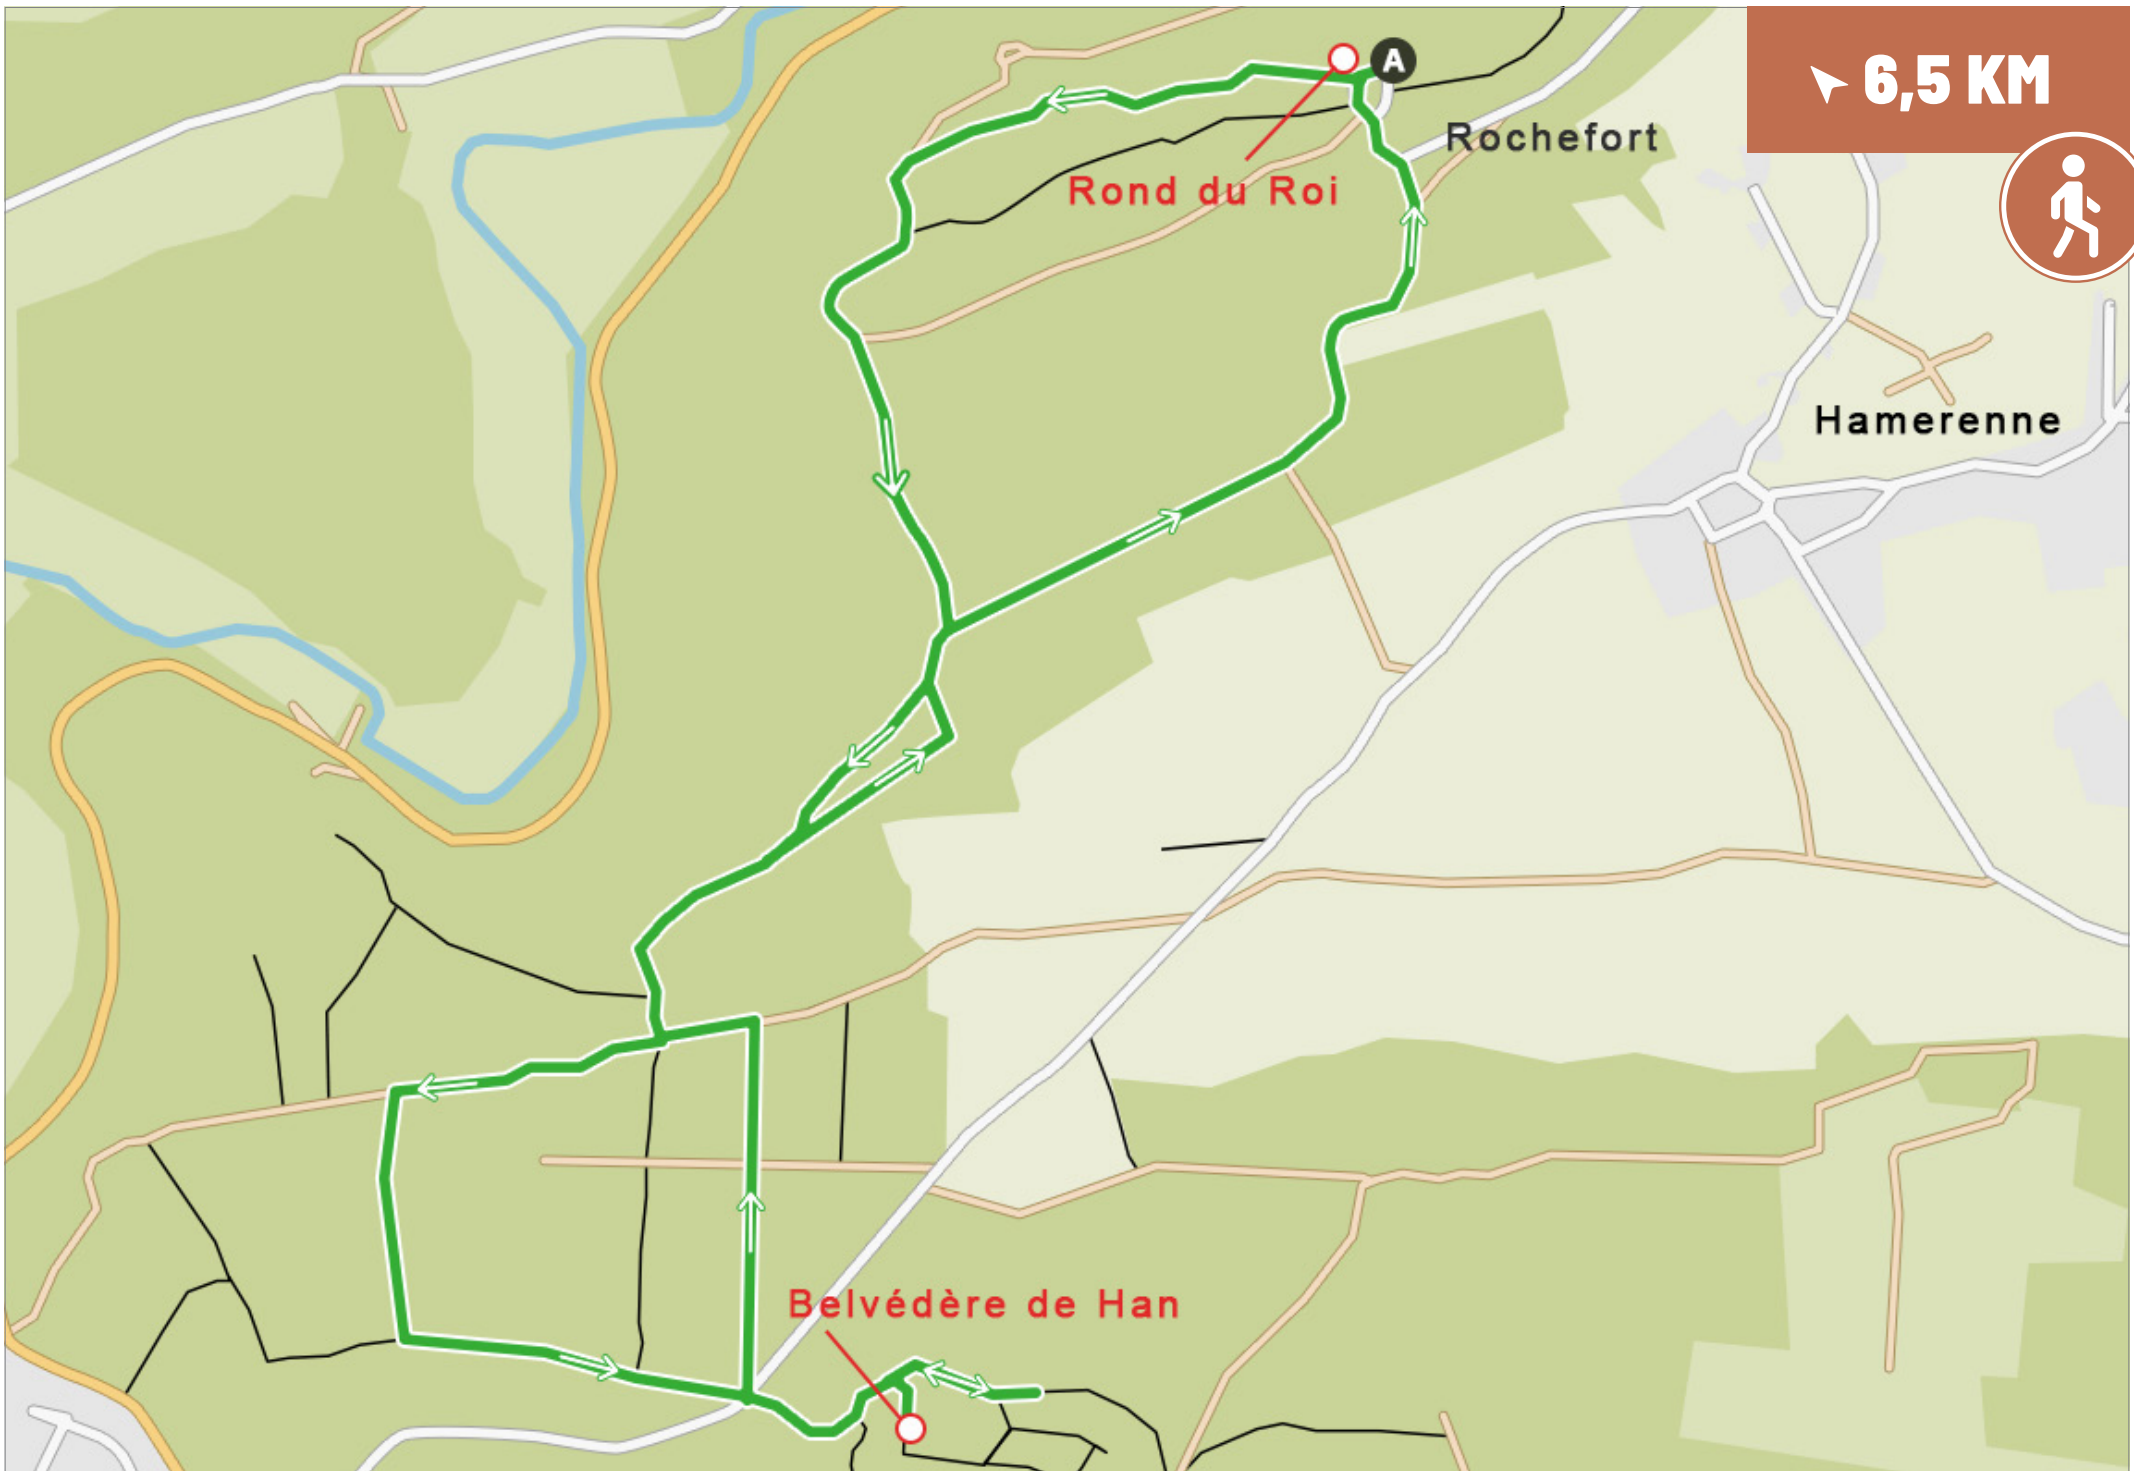 6,5 KM
A
Rochefort
Rond du Roi
Hamerenne
Belvédère de Han